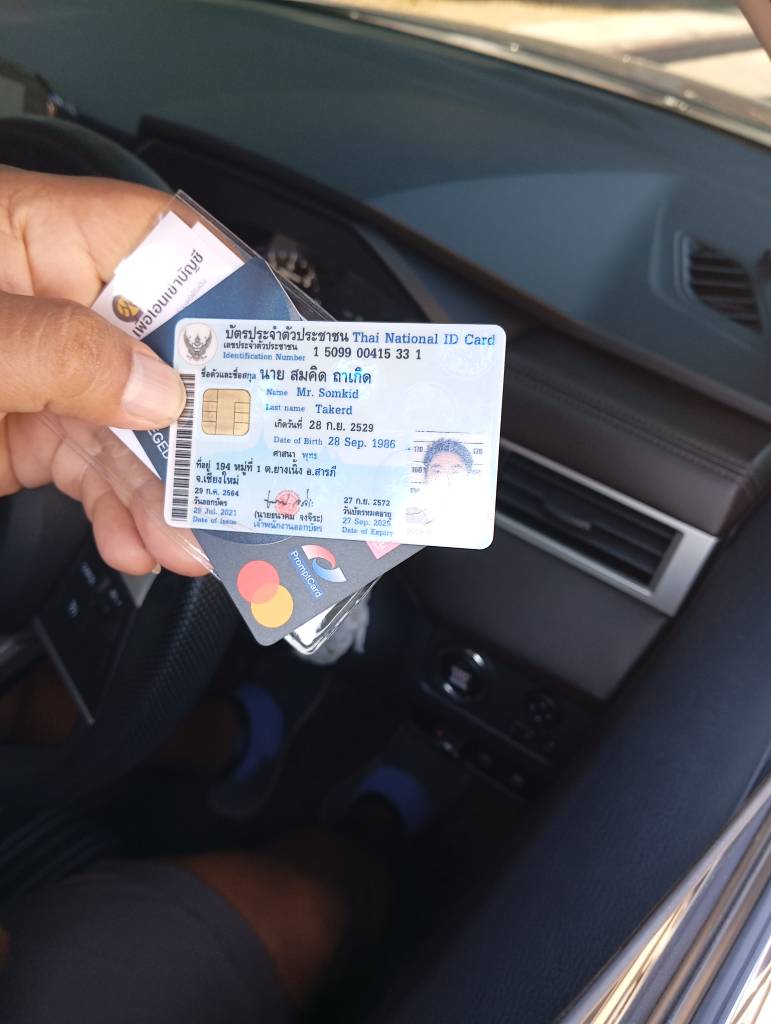 เพื่อโอนเข้าบัญชี
บัตรประจำตัวประชาชน Thai National ID Card
เลขประจำตัวประชาชน
Identification Number 1 5099 00415 33 1
ชื่อตัวและชื่อสกุล นาย สมคิด ถาเกิด
Name Mr. Somkid
Last name Takerd
เกิดวันที่ 28 ก.ย. 2529
Date of Birth 28 Sep. 1986
ศาสนา พุทธ
ที่อยู่ 194 หมู่ที่ 1 ต.ยางเนิ้ง อ.สารภี
จ.เชียงใหม่
29 ก.ค. 2564
วันออกบัตร
29 Jul. 2021
Date of Issue
(นายธนาคม จงจิระ)
เจ้าพนักงานออกบัตร
27 ก.ย. 2573
วันบัตรหมดอายุ
27 Sep.
Date of Expiry
PromptCard